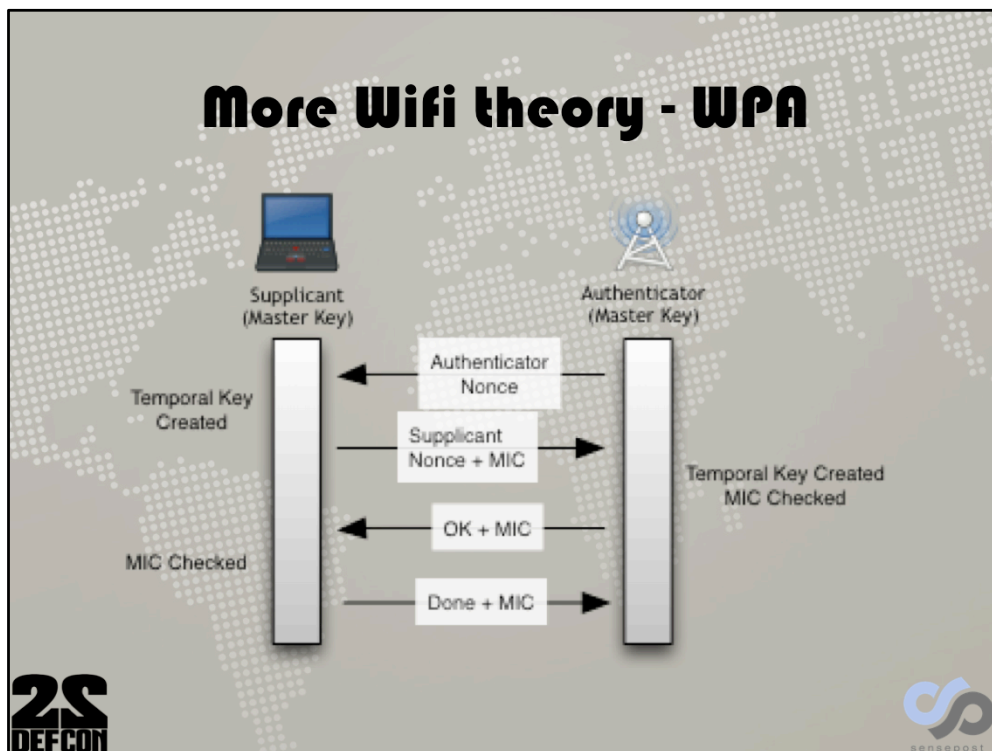 More Wifi theory - WPA
Supplicant
(Master Key)
Authenticator
(Master Key)
Authenticator
Nonce
Temporal Key
Created
Supplicant
Nonce + MIC
Temporal Key Created
MIC Checked
OK + MIC
MIC Checked
Done + MIC
2S
DEFCON
sensepost